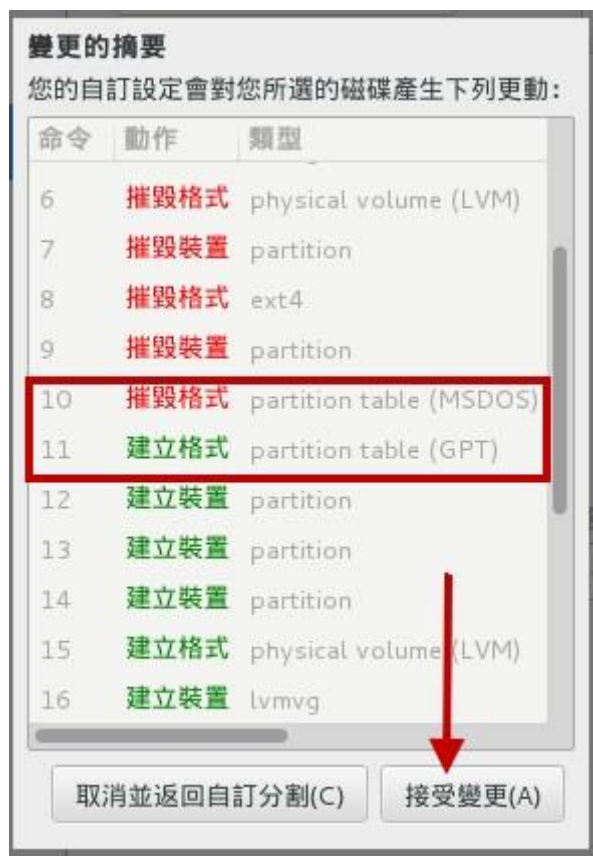 變更的摘要
您的自訂設定會對您所選的磁碟產生下列更動：
命令 動作 類型
6 摧毀格式 physical volume (LVM)
7 摧毀裝置 partition
8 摧毀格式 ext4
9 摧毀裝置 partition
10 摧毀格式 partition table (MSDOS)
11 建立格式 partition table (GPT)
12 建立裝置 partition
13 建立裝置 partition
14 建立裝置 partition
15 建立格式 physical volume (LVM)
16 建立裝置 lvmvg
取消並返回自訂分割(C) 接受變更(A)